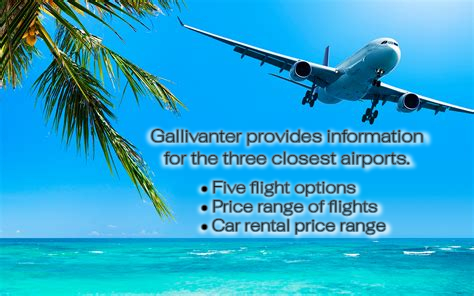 Gallivanter provides information
for the three closest airports.
• Five flight options
• Price range of flights
• Car rental price range